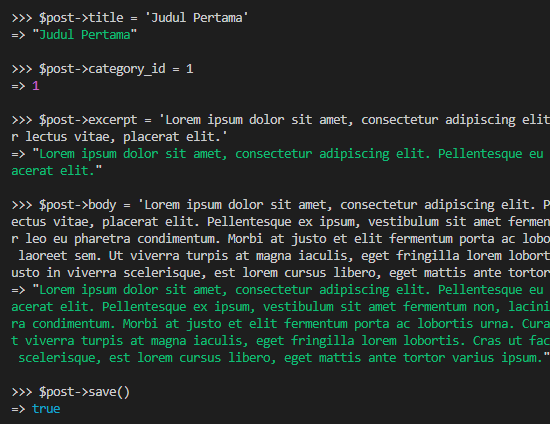 >>> $post->title = 'Judul Pertama'
=> "Judul Pertama"
>>> $post->category_id = 1
=> 1
>>> $post->excerpt = 'Lorem ipsum dolor sit amet, consectetur adipiscing elit
r lectus vitae, placerat elit.'
=> "Lorem ipsum dolor sit amet, consectetur adipiscing elit. Pellentesque eu
acerat elit."
>>> $post->body = 'Lorem ipsum dolor sit amet, consectetur adipiscing elit. P
ectus vitae, placerat elit. Pellentesque ex ipsum, vestibulum sit amet fermen
r leo eu pharetra condimentum. Morbi at justo et elit fermentum porta ac lobo
laoreet sem. Ut viverra turpis at magna iaculis, eget fringilla lorem lobort
usto in viverra scelerisque, est lorem cursus libero, eget mattis ante tortor
=> "Lorem ipsum dolor sit amet, consectetur adipiscing elit. Pellentesque eu
acerat elit. Pellentesque ex ipsum, vestibulum sit amet fermentum non, lacini
ra condimentum. Morbi at justo et elit fermentum porta ac lobortis urna. Cura
t viverra turpis at magna iaculis, eget fringilla lorem lobortis. Cras ut fac
scelerisque, est lorem cursus libero, eget mattis ante tortor varius ipsum."
>>> $post->save()
=> true